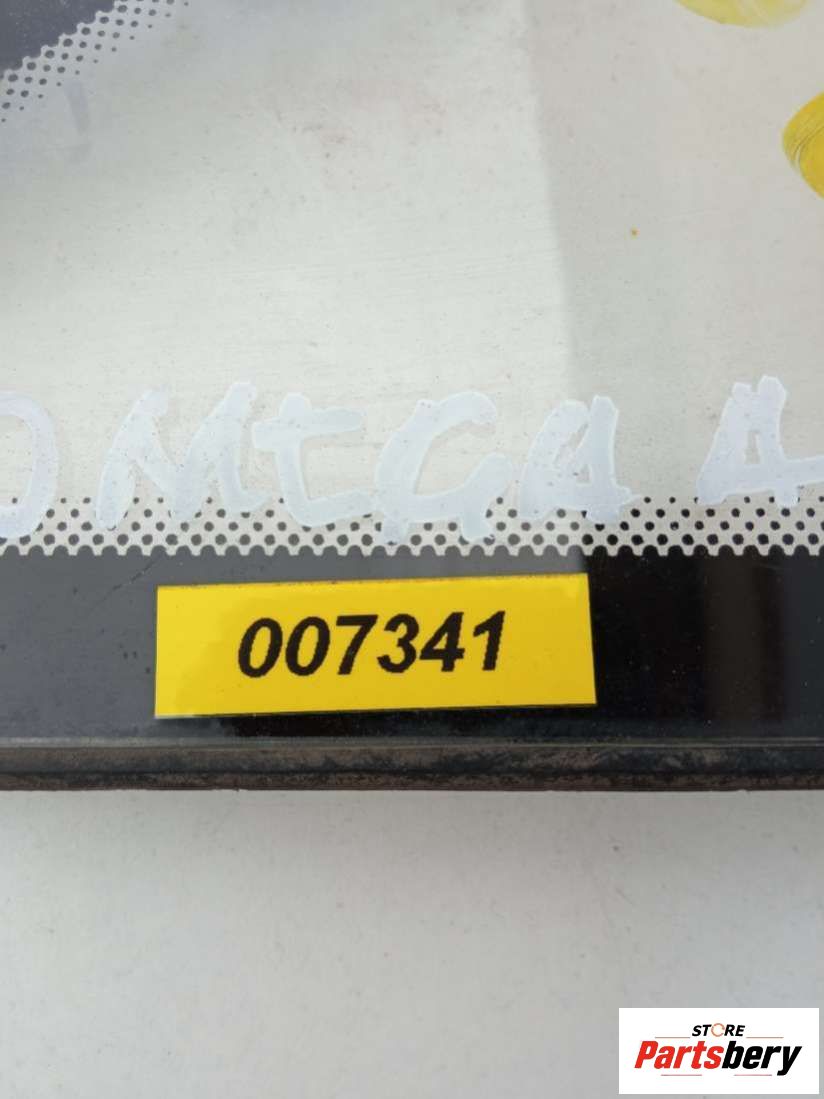 OMEGA A
007341
STORE
Partsbery